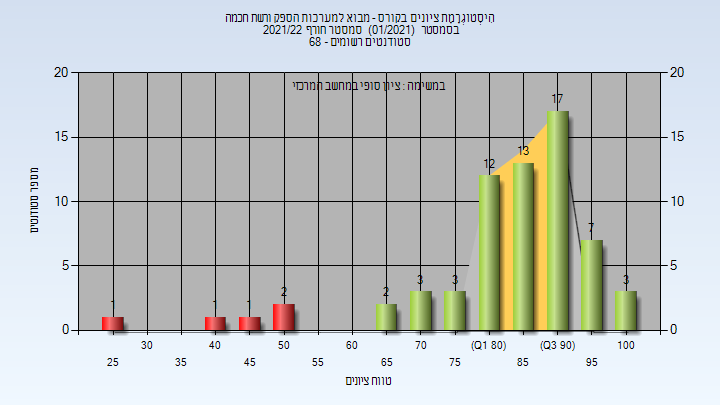 הִיסְטוֹגְרָמַת ציונים בקורס - מבוא למערכות הספק ורשת חכמה
בסמסטר (01/2021) סמסטר חורף 2021/22
סטודנטים רשומים - 68
במשימה : ציון סופי במחשב המרכזי
20 20
15 15
10 10
5 5
0 0
מספר סטודנטים
1 1 1 2 2 3 3 12 13 17 7 3
30 40 50 60 70 (Q1 80) (Q3 90) 100
25 35 45 55 65 75 85 95
טווח ציונים